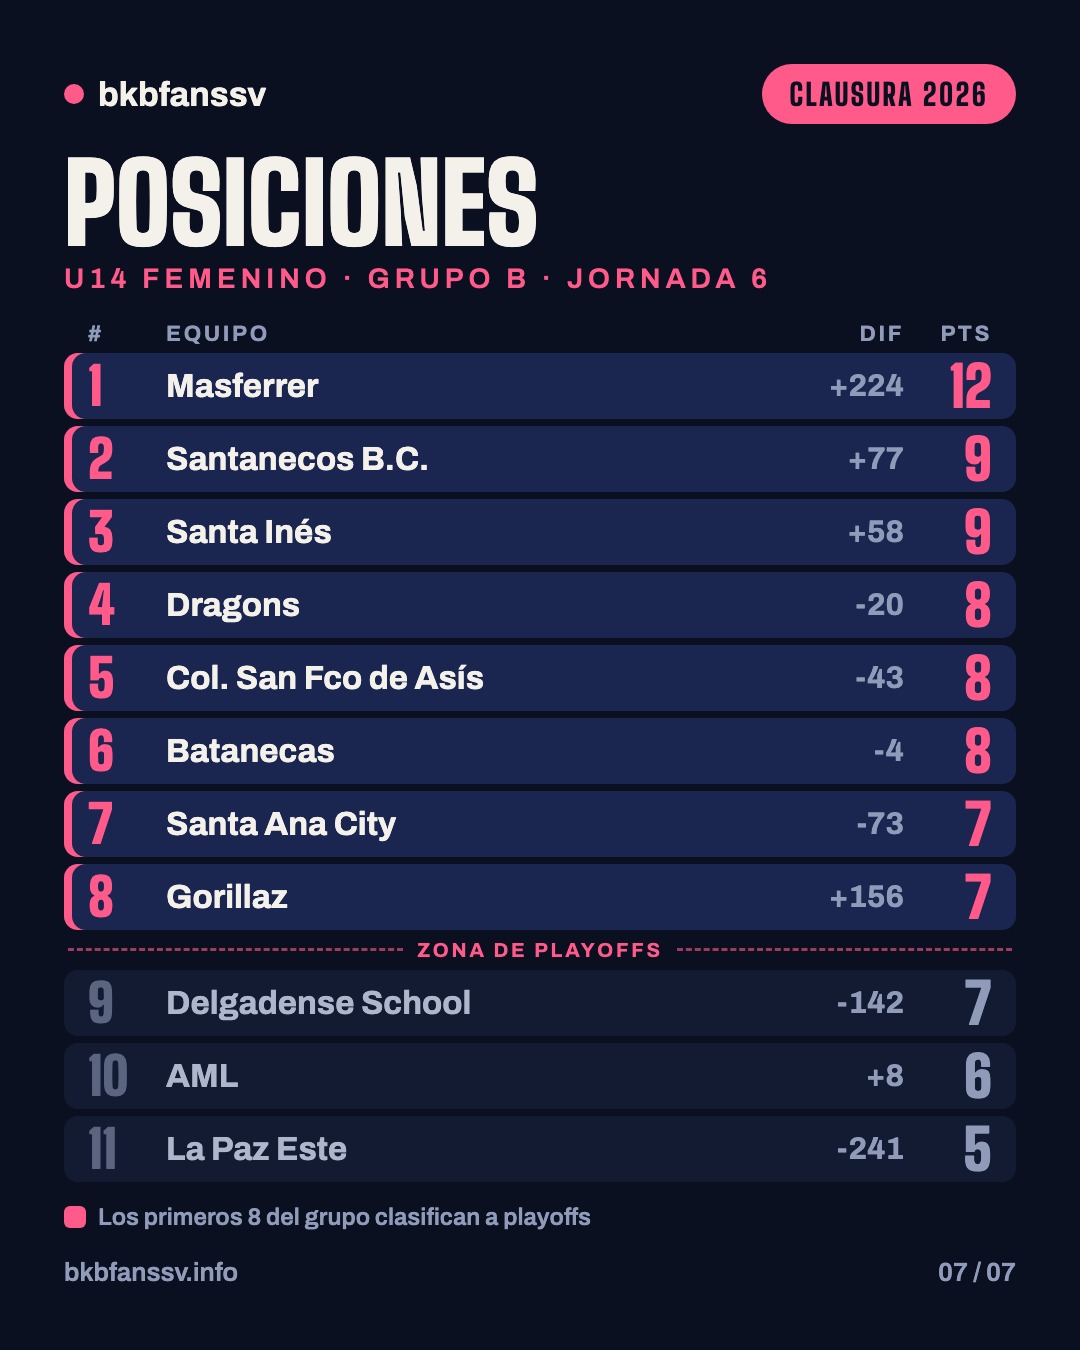 bkbfanssv
CLAUSURA 2026
POSICIONES
U14 FEMENINO · GRUPO B · JORNADA 6
# EQUIPO DIF PTS
1 Masferrer +224 12
2 Santanecos B.C. +77 9
3 Santa Inés +58 9
4 Dragons -20 8
5 Col. San Fco de Asís -43 8
6 Batanecas -4 8
7 Santa Ana City -73 7
8 Gorillaz +156 7
ZONA DE PLAYOFFS
9 Delgadense School -142 7
10 AML +8 6
11 La Paz Este -241 5
Los primeros 8 del grupo clasifican a playoffs
bkbfanssv.info 07 / 07